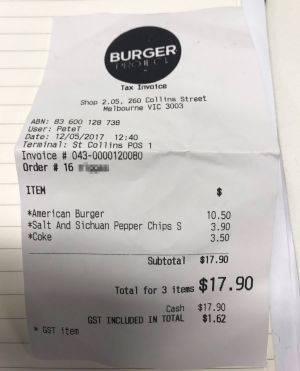 BURGER
PROJECT
Tax Invoice
Shop 2.05, 260 Collins Street
Melbourne VIC 3003
ABN: 83 600 128 738
User: PeteT
Date: 12/05/2017 12:40
Terminal: St Collins POS 1
Invoice # 043-0000120080
Order # 16
ITEM $
*American Burger 10.50
*Salt And Sichuan Pepper Chips S 3.90
*Coke 3.50
Subtotal $17.90
Total for 3 items $17.90
Cash $17.90
GST INCLUDED IN TOTAL $1.62
* GST item